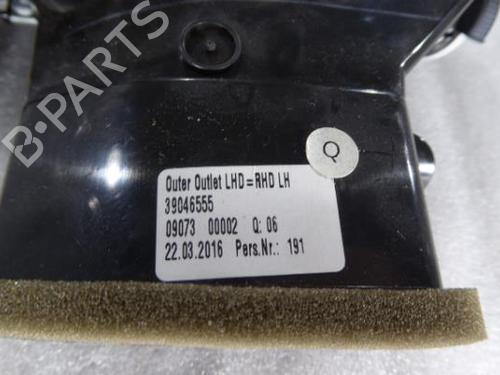 B-PARTS
Q
Outer Outlet LHD=RHD LH
39046555
09073 00002 Q: 06
22.03.2016 Pers.Nr.: 191